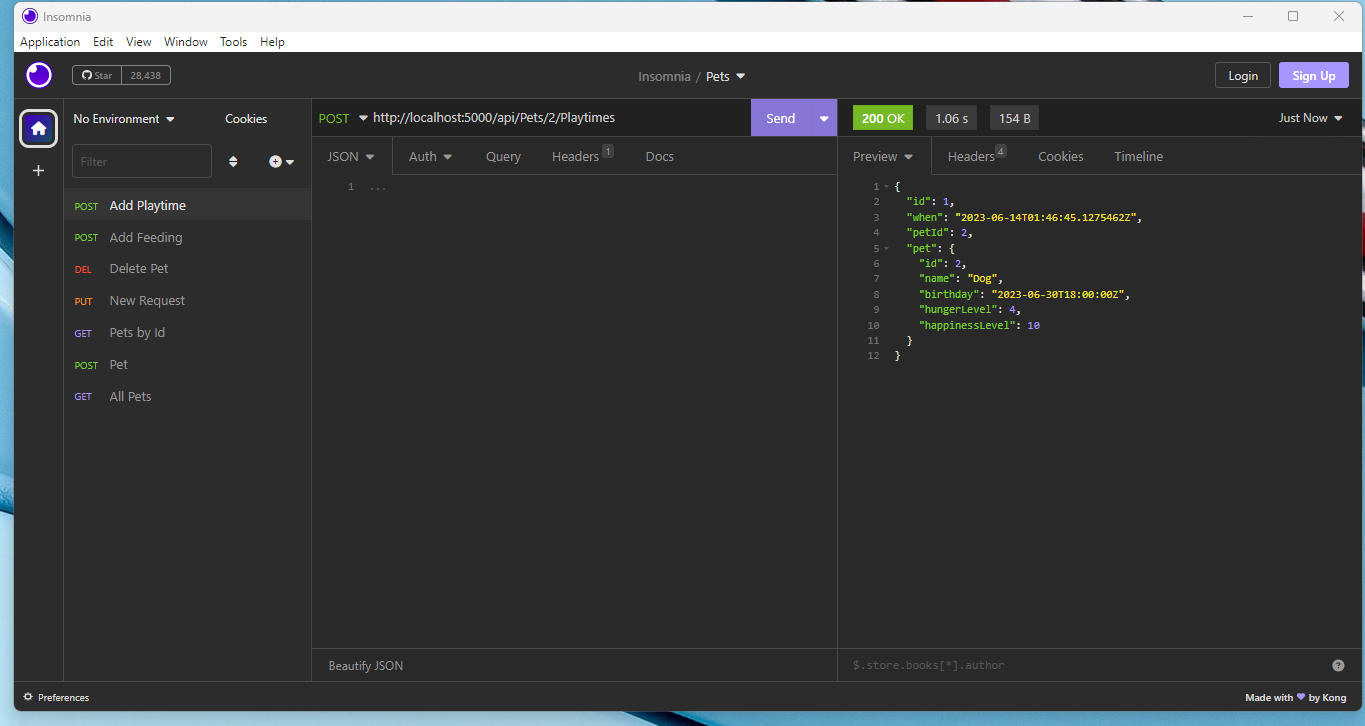 Insomnia
Application Edit View Window Tools Help
Star 28,438 Insomnia / Pets Login Sign Up
No Environment Cookies
Filter
POST Add Playtime
POST Add Feeding
DEL Delete Pet
PUT New Request
GET Pets by Id
POST Pet
GET All Pets
POST http://localhost:5000/api/Pets/2/Playtimes Send
JSON Auth Query Headers 1 Docs
1 ...
Beautify JSON
200 OK 1.06 s 154 B Just Now
Preview Headers 4 Cookies Timeline
1 {
2 "id": 1,
3 "when": "2023-06-14T01:46:45.1275462Z",
4 "petId": 2,
5 "pet": {
6 "id": 2,
7 "name": "Dog",
8 "birthday": "2023-06-30T18:00:00Z",
9 "hungerLevel": 4,
10 "happinessLevel": 10
11 }
12 }
$.store.books[*].author ?
Preferences Made with 💜 by Kong